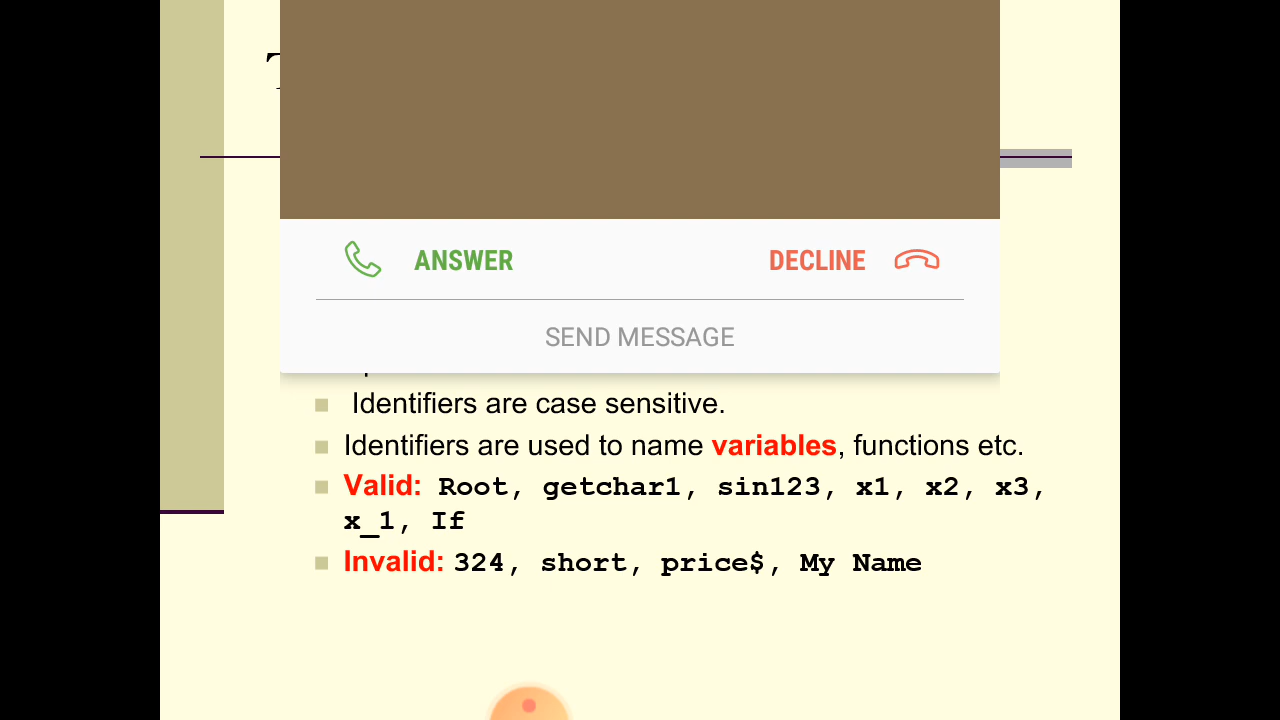 ANSWER DECLINE
SEND MESSAGE
Identifiers are case sensitive.
Identifiers are used to name variables, functions etc.
Valid: Root, getchar1, sin123, x1, x2, x3,
x_1, If
Invalid: 324, short, price$, My Name